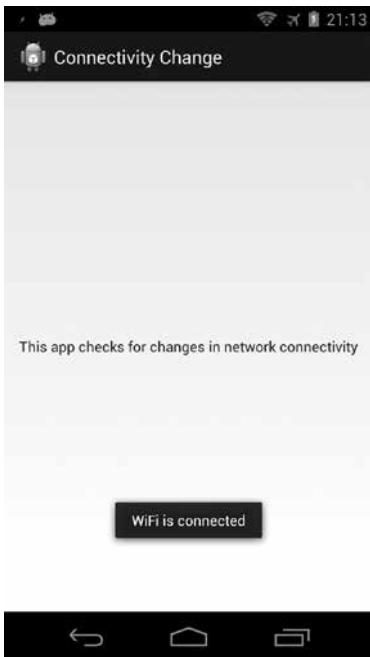 21:13
Connectivity Change
This app checks for changes in network connectivity
WiFi is connected